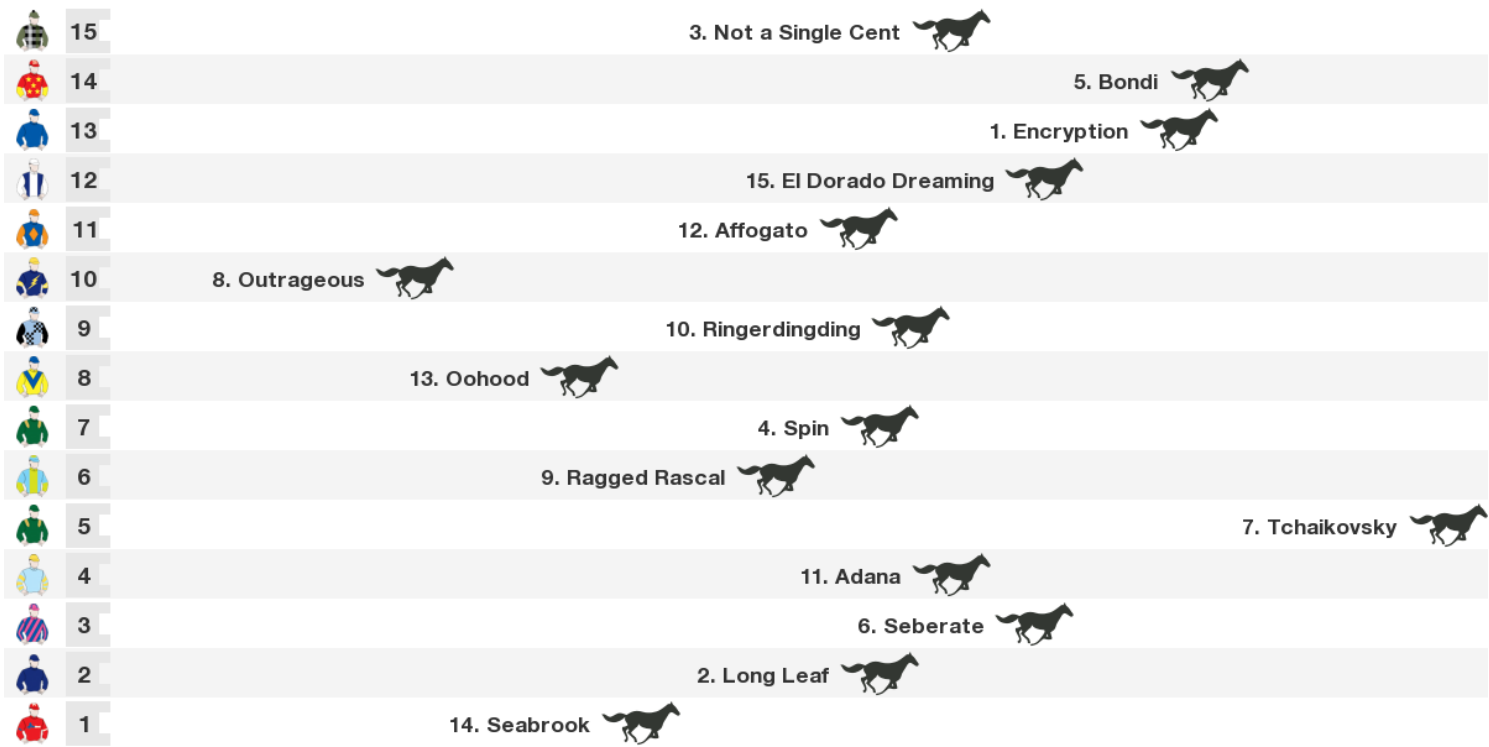 15 3. Not a Single Cent
14 5. Bondi
13 1. Encryption
12 15. El Dorado Dreaming
11 12. Affogato
10 8. Outrageous
9 10. Ringerdingding
8 13. Oohood
7 4. Spin
6 9. Ragged Rascal
5 7. Tchaikovsky
4 11. Adana
3 6. Seberate
2 2. Long Leaf
1 14. Seabrook